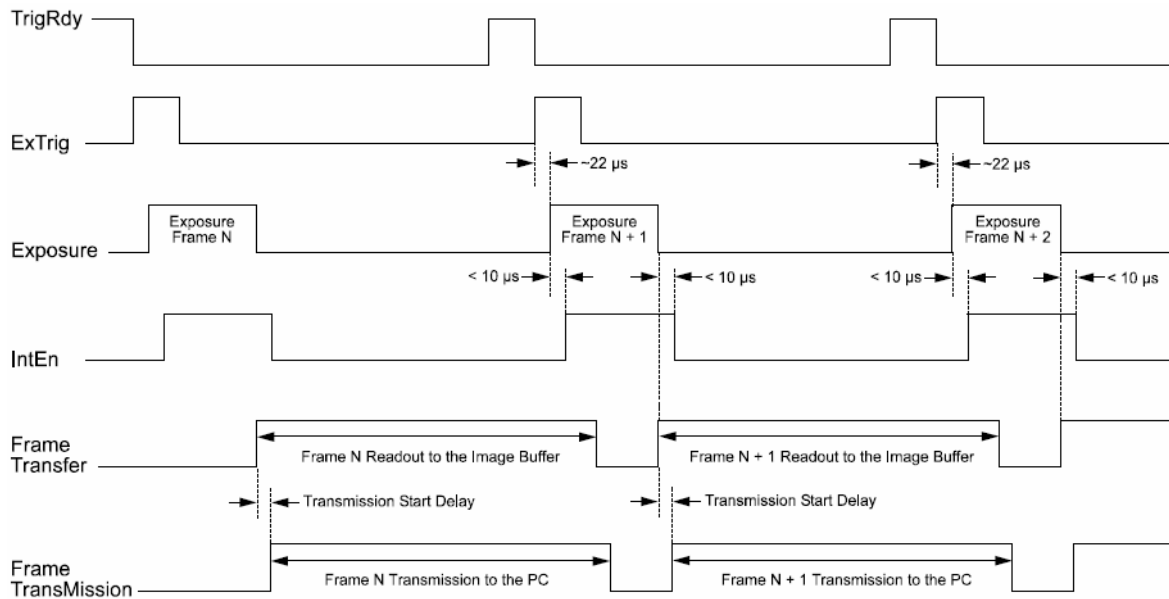 TrigRdy
ExTrig
~22 µs
~22 µs
Exposure
Frame N
Exposure
Frame N + 1
Exposure
Frame N + 2
Exposure
< 10 µs
< 10 µs
< 10 µs
< 10 µs
IntEn
Frame
Transfer
Frame N Readout to the Image Buffer
Frame N + 1 Readout to the Image Buffer
Transmission Start Delay
Transmission Start Delay
Frame
TransMission
Frame N Transmission to the PC
Frame N + 1 Transmission to the PC